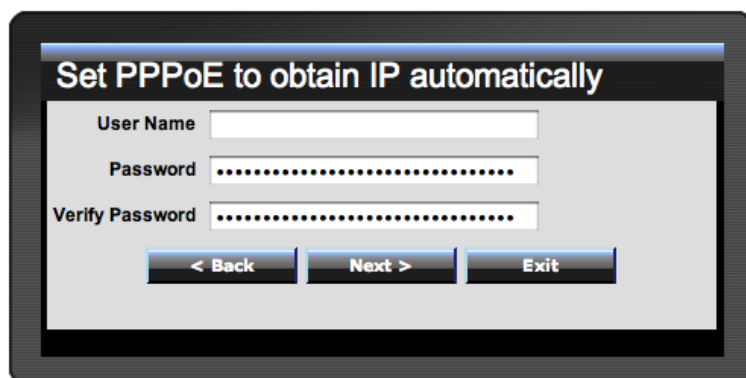 Set PPPoE to obtain IP automatically
User Name
Password ••••••••••••••••••••••••••••••••
Verify Password ••••••••••••••••••••••••••••••••
< Back Next > Exit